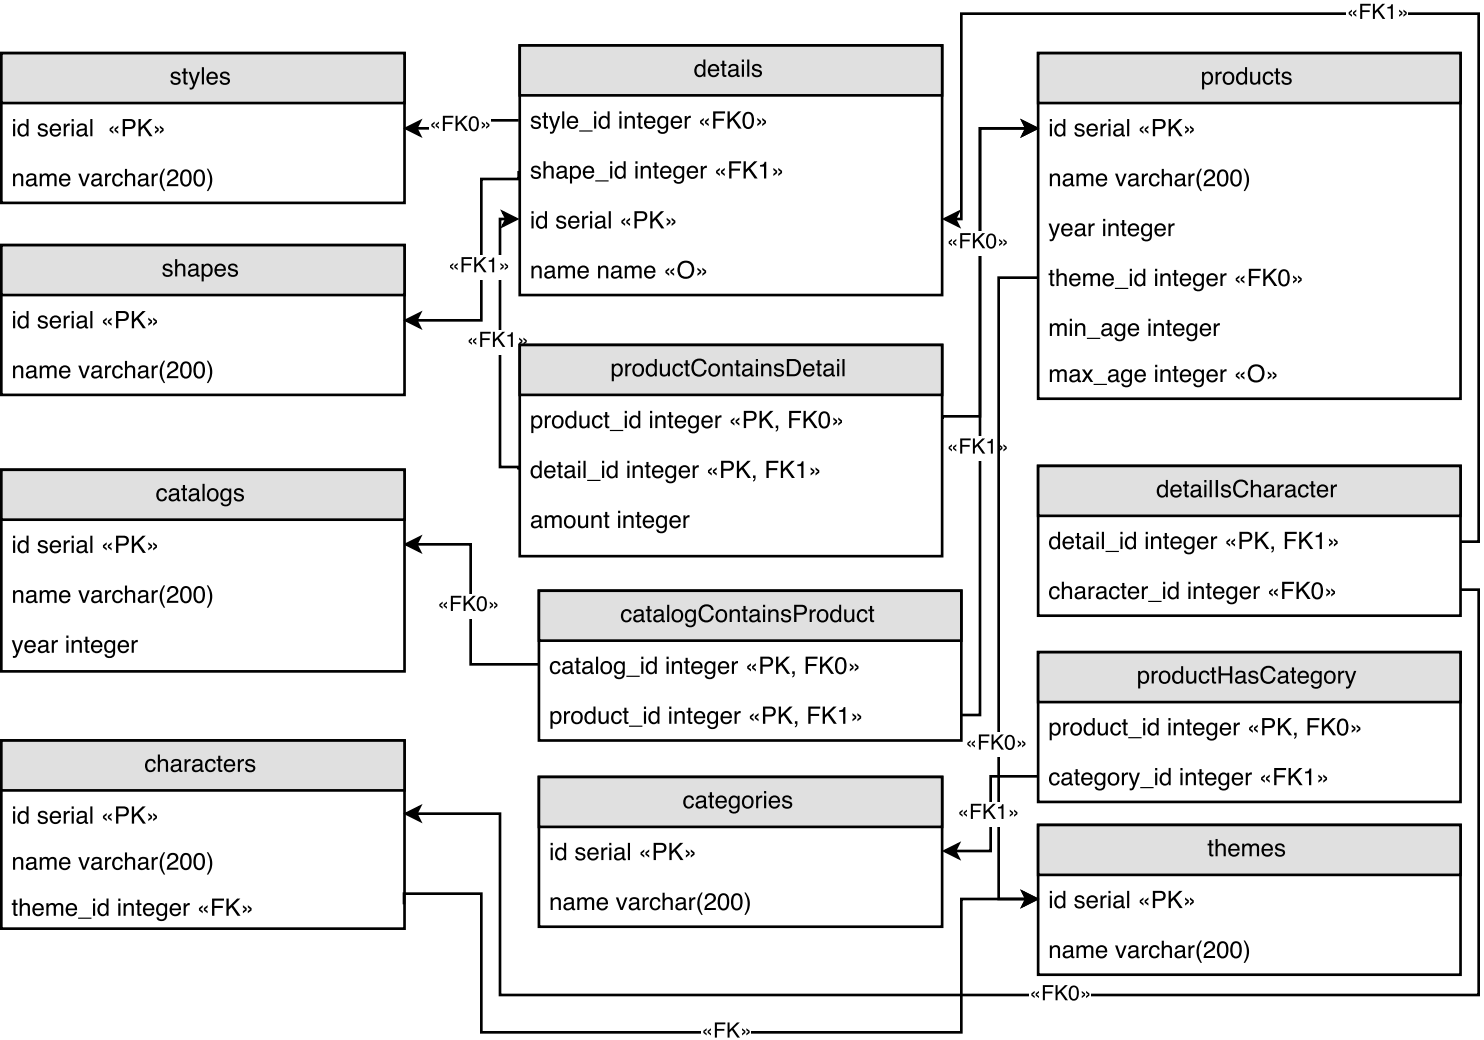 «FK1»
styles
id serial «PK»
name varchar(200)
«FK0»
details
style_id integer «FK0»
shape_id integer «FK1»
id serial «PK»
name name «O»
products
id serial «PK»
name varchar(200)
year integer
theme_id integer «FK0»
min_age integer
max_age integer «O»
«FK0»
shapes
id serial «PK»
name varchar(200)
«FK1»
«FK1»
productContainsDetail
product_id integer «PK, FK0»
detail_id integer «PK, FK1»
amount integer
«FK1»
catalogs
id serial «PK»
name varchar(200)
year integer
«FK0»
catalogContainsProduct
catalog_id integer «PK, FK0»
product_id integer «PK, FK1»
detailIsCharacter
detail_id integer «PK, FK1»
character_id integer «FK0»
productHasCategory
product_id integer «PK, FK0»
category_id integer «FK1»
«FK0»
«FK1»
characters
id serial «PK»
name varchar(200)
theme_id integer «FK»
categories
id serial «PK»
name varchar(200)
themes
id serial «PK»
name varchar(200)
«FK0»
«FK»